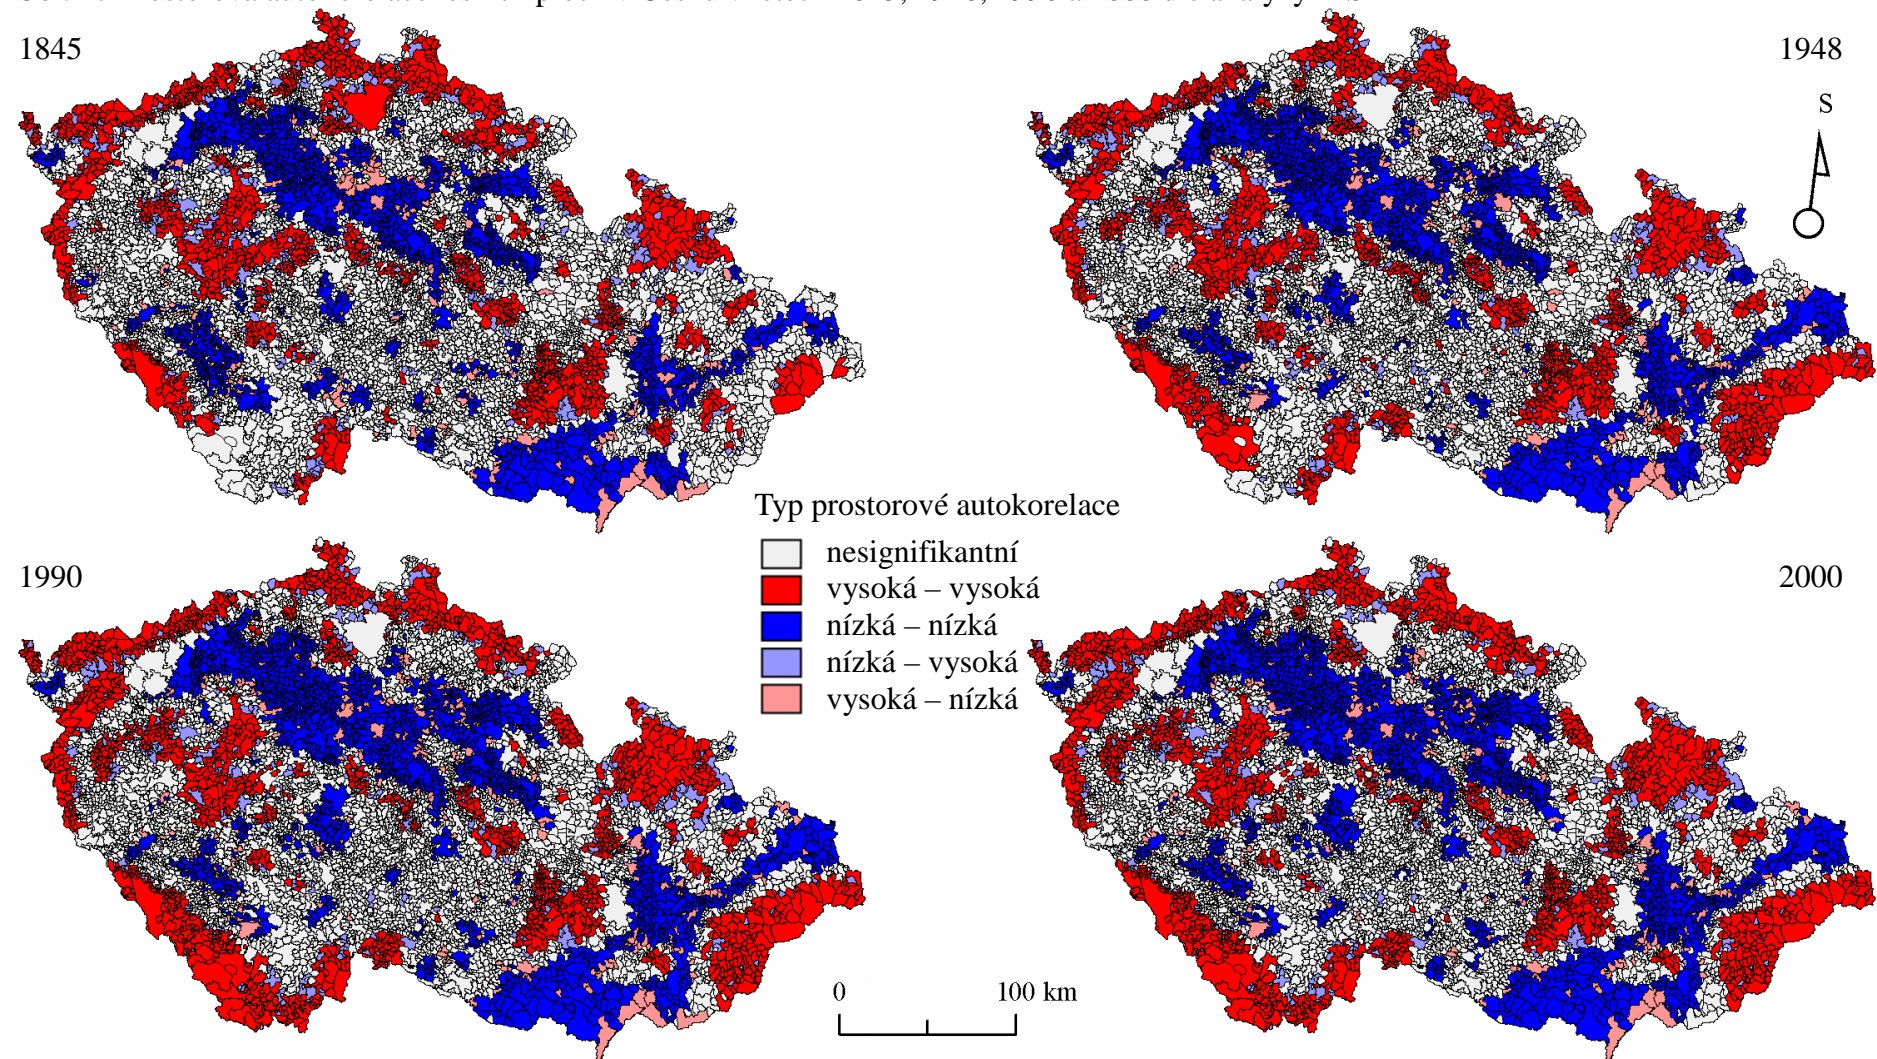 v
a
1845
1948
S
Typ prostorové autokorelace
nesignifikantní
vysoká – vysoká
nízká – nízká
nízká – vysoká
vysoká – nízká
1990
2000
0 100 km